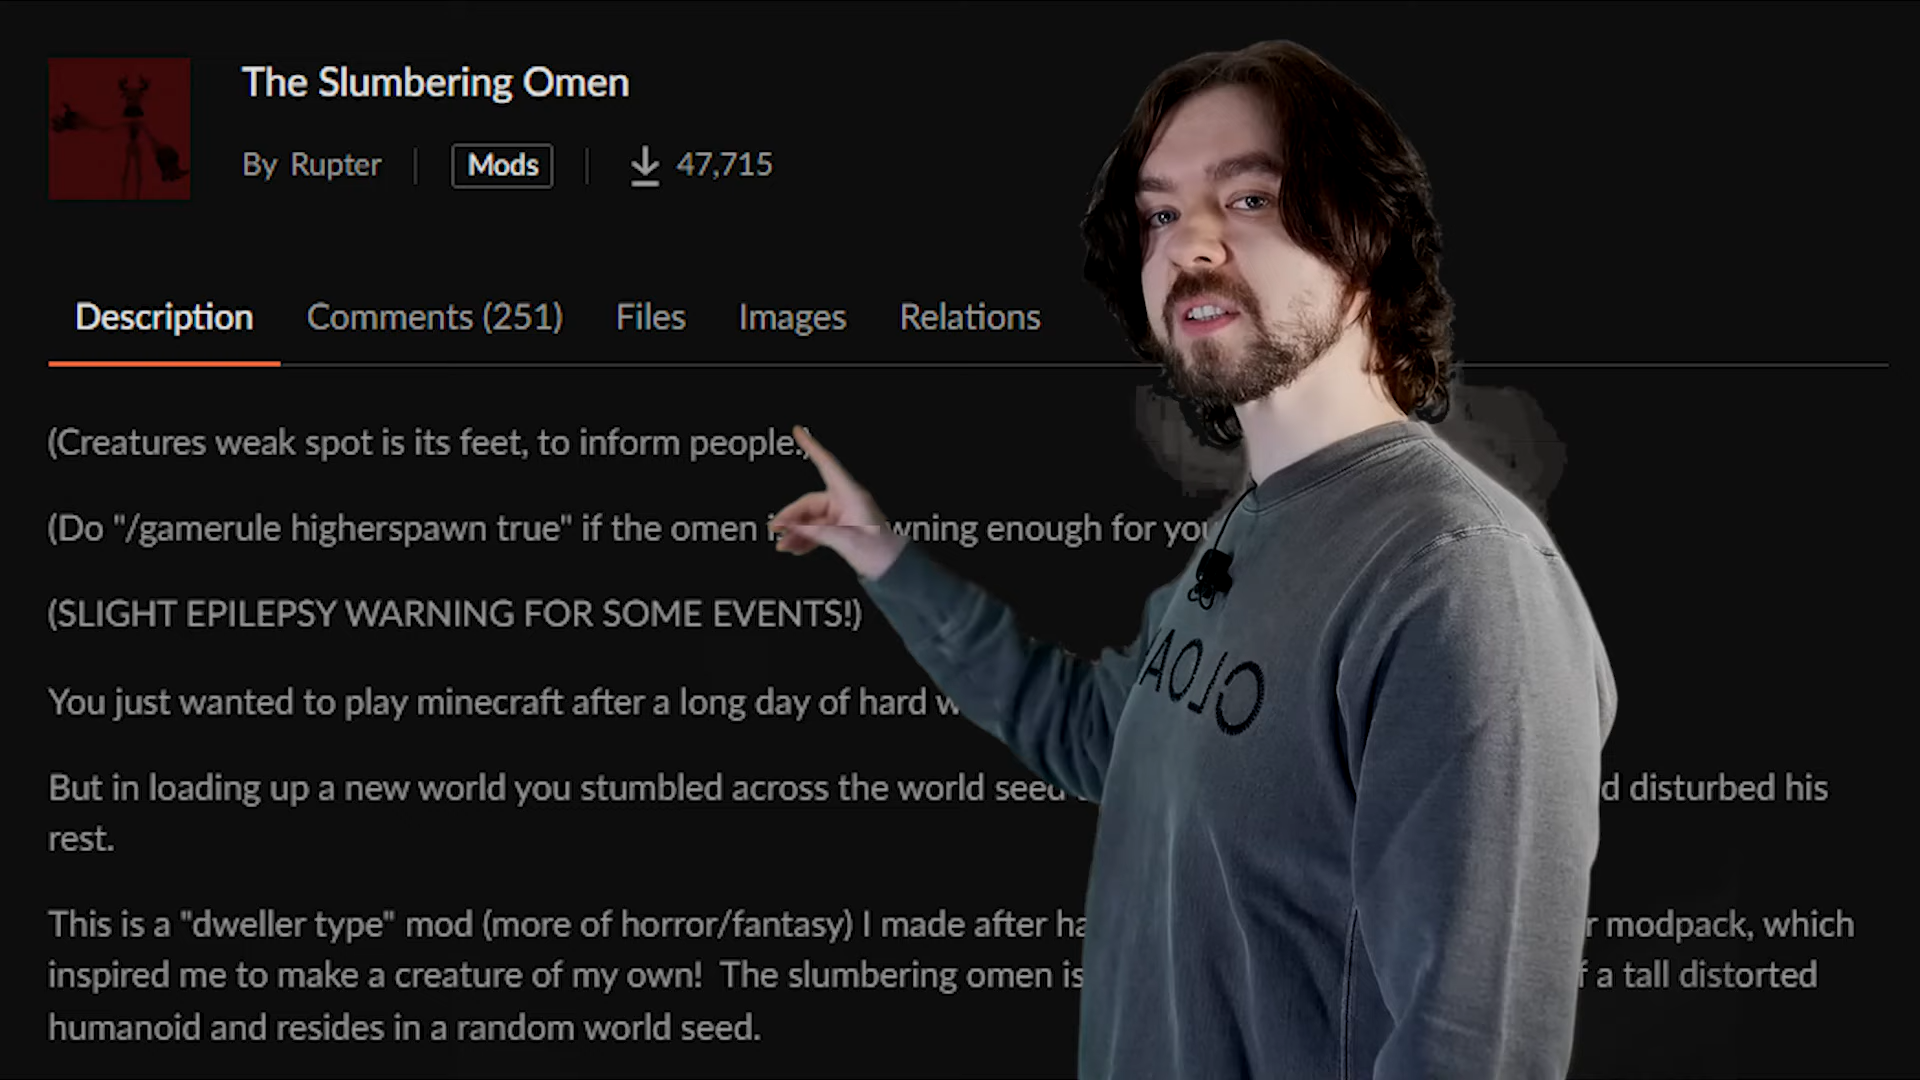 The Slumbering Omen
By Rupter | Mods | 47,715
Description Comments (251) Files Images Relations
(Creatures weak spot is its feet, to inform people!)
(Do "/gamerule higherspawn true" if the omen enough for you
(SLIGHT EPILEPSY WARNING FOR SOME EVENTS!)
You just wanted to play minecraft after a long day of hard
But in loading up a new world you stumbled across the world seed disturbed his
rest.
This is a "dweller type" mod (more of horror/fantasy) I made after modpack, which
inspired me to make a creature of my own! The slumbering omen is a tall distorted
humanoid and resides in a random world seed.